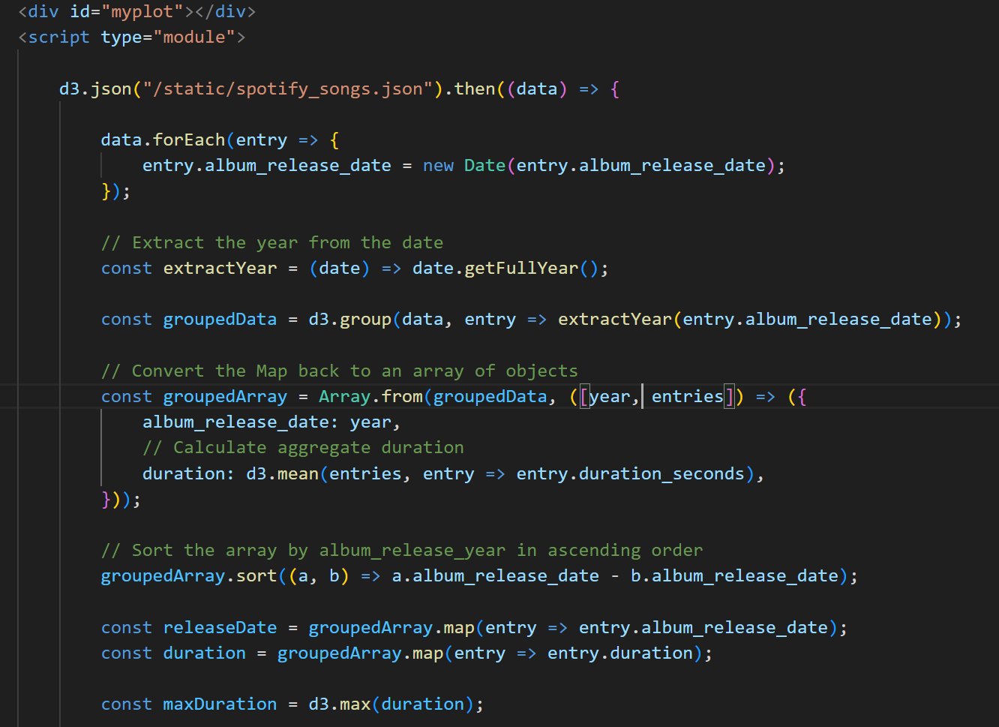 <div id="myplot"></div>
<script type="module">
d3.json("/static/spotify_songs.json").then((data) => {
data.forEach(entry => {
entry.album_release_date = new Date(entry.album_release_date);
});
// Extract the year from the date
const extractYear = (date) => date.getFullYear();
const groupedData = d3.group(data, entry => extractYear(entry.album_release_date));
// Convert the Map back to an array of objects
const groupedArray = Array.from(groupedData, ([year, entries]) => ({
album_release_date: year,
// Calculate aggregate duration
duration: d3.mean(entries, entry => entry.duration_seconds),
}));
// Sort the array by album_release_year in ascending order
groupedArray.sort((a, b) => a.album_release_date - b.album_release_date);
const releaseDate = groupedArray.map(entry => entry.album_release_date);
const duration = groupedArray.map(entry => entry.duration);
const maxDuration = d3.max(duration);